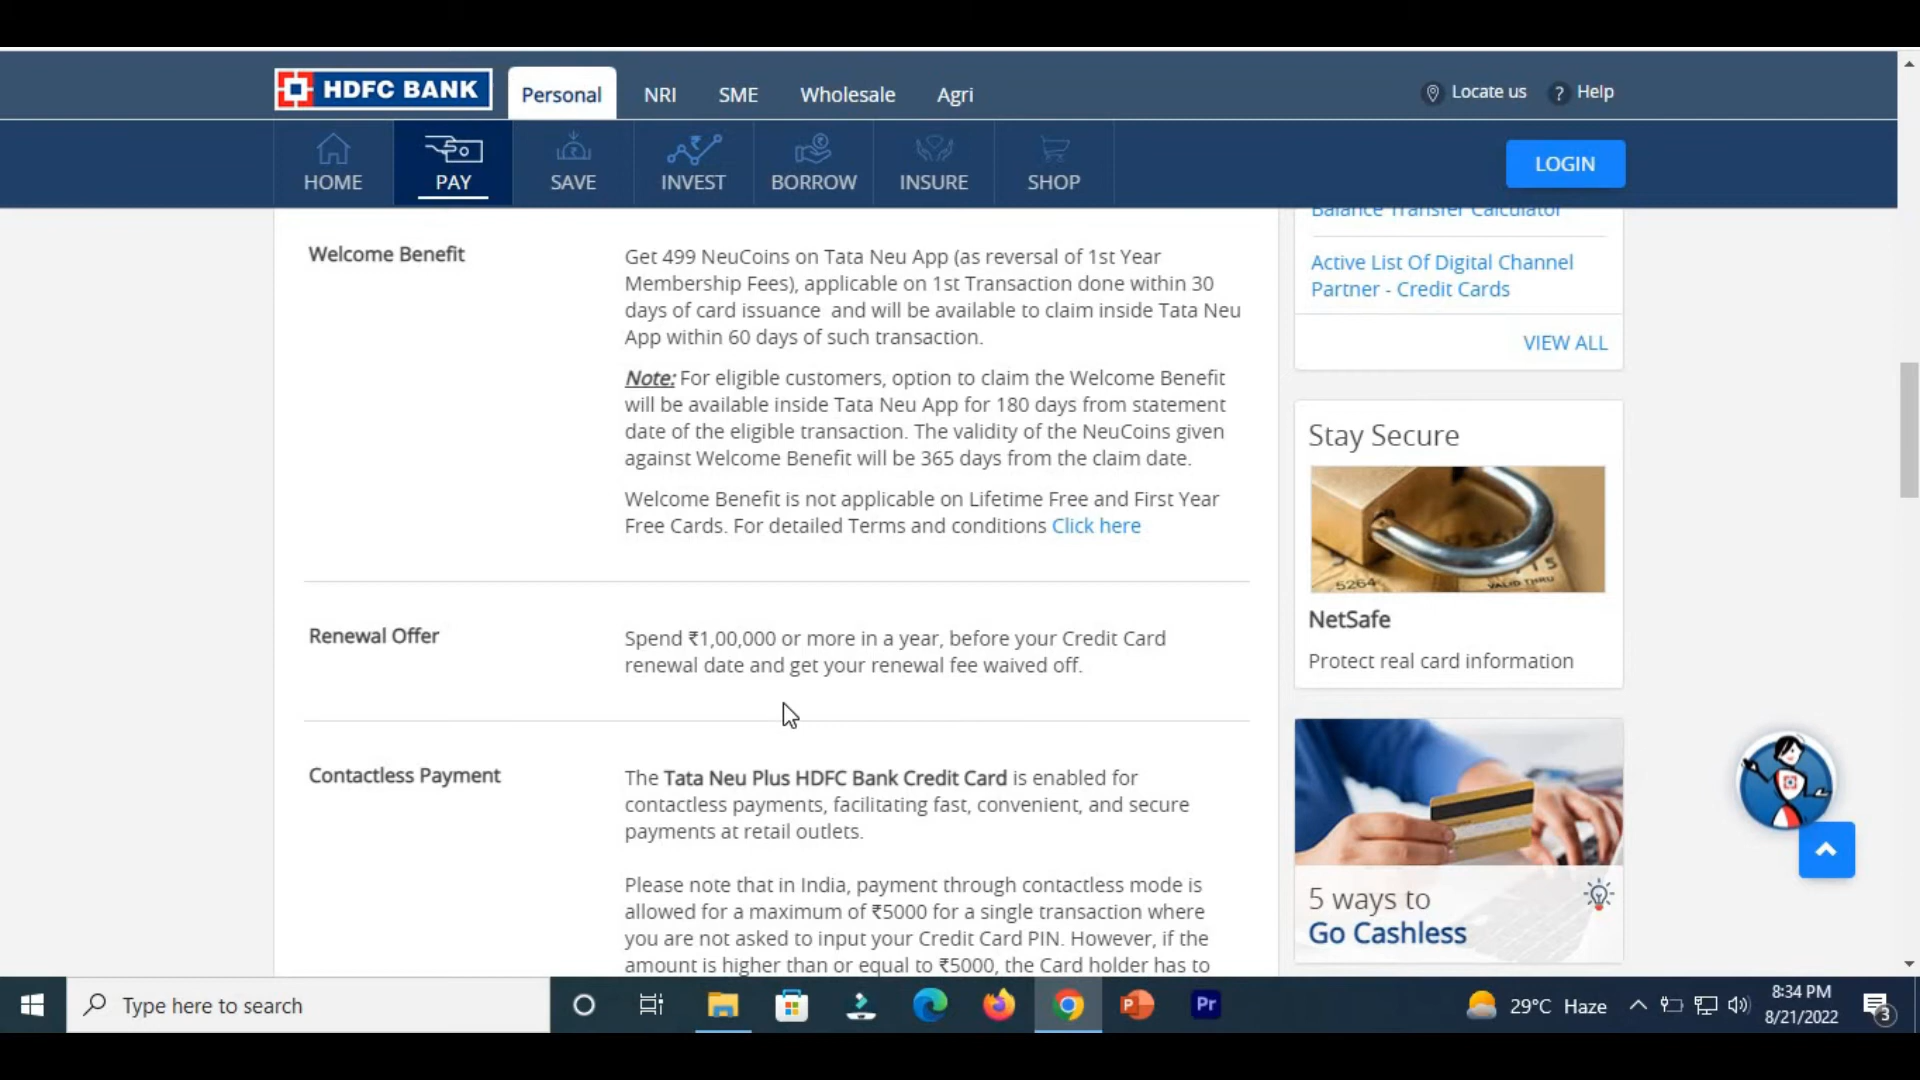 HDFC BANK
Personal
NRI
SME
Wholesale
Agri
Locate us
? Help
HOME
PAY
SAVE
INVEST
BORROW
INSURE
SHOP
LOGIN
Balance Transfer Calculator
Active List Of Digital Channel
Partner - Credit Cards
VIEW ALL
Welcome Benefit
Get 499 NeuCoins on Tata Neu App (as reversal of 1st Year
Membership Fees), applicable on 1st Transaction done within 30
days of card issuance and will be available to claim inside Tata Neu
App within 60 days of such transaction.
Note: For eligible customers, option to claim the Welcome Benefit
will be available inside Tata Neu App for 180 days from statement
date of the eligible transaction. The validity of the NeuCoins given
against Welcome Benefit will be 365 days from the claim date.
Welcome Benefit is not applicable on Lifetime Free and First Year
Free Cards. For detailed Terms and conditions Click here
Renewal Offer
Spend ₹1,00,000 or more in a year, before your Credit Card
renewal date and get your renewal fee waived off.
Contactless Payment
The Tata Neu Plus HDFC Bank Credit Card is enabled for
contactless payments, facilitating fast, convenient, and secure
payments at retail outlets.
Please note that in India, payment through contactless mode is
allowed for a maximum of ₹5000 for a single transaction where
you are not asked to input your Credit Card PIN. However, if the
amount is higher than or equal to ₹5000, the Card holder has to
Stay Secure
5264
VALID THRU
NetSafe
Protect real card information
5 ways to
Go Cashless
Type here to search
29°C Haze
8:34 PM
8/21/2022
3